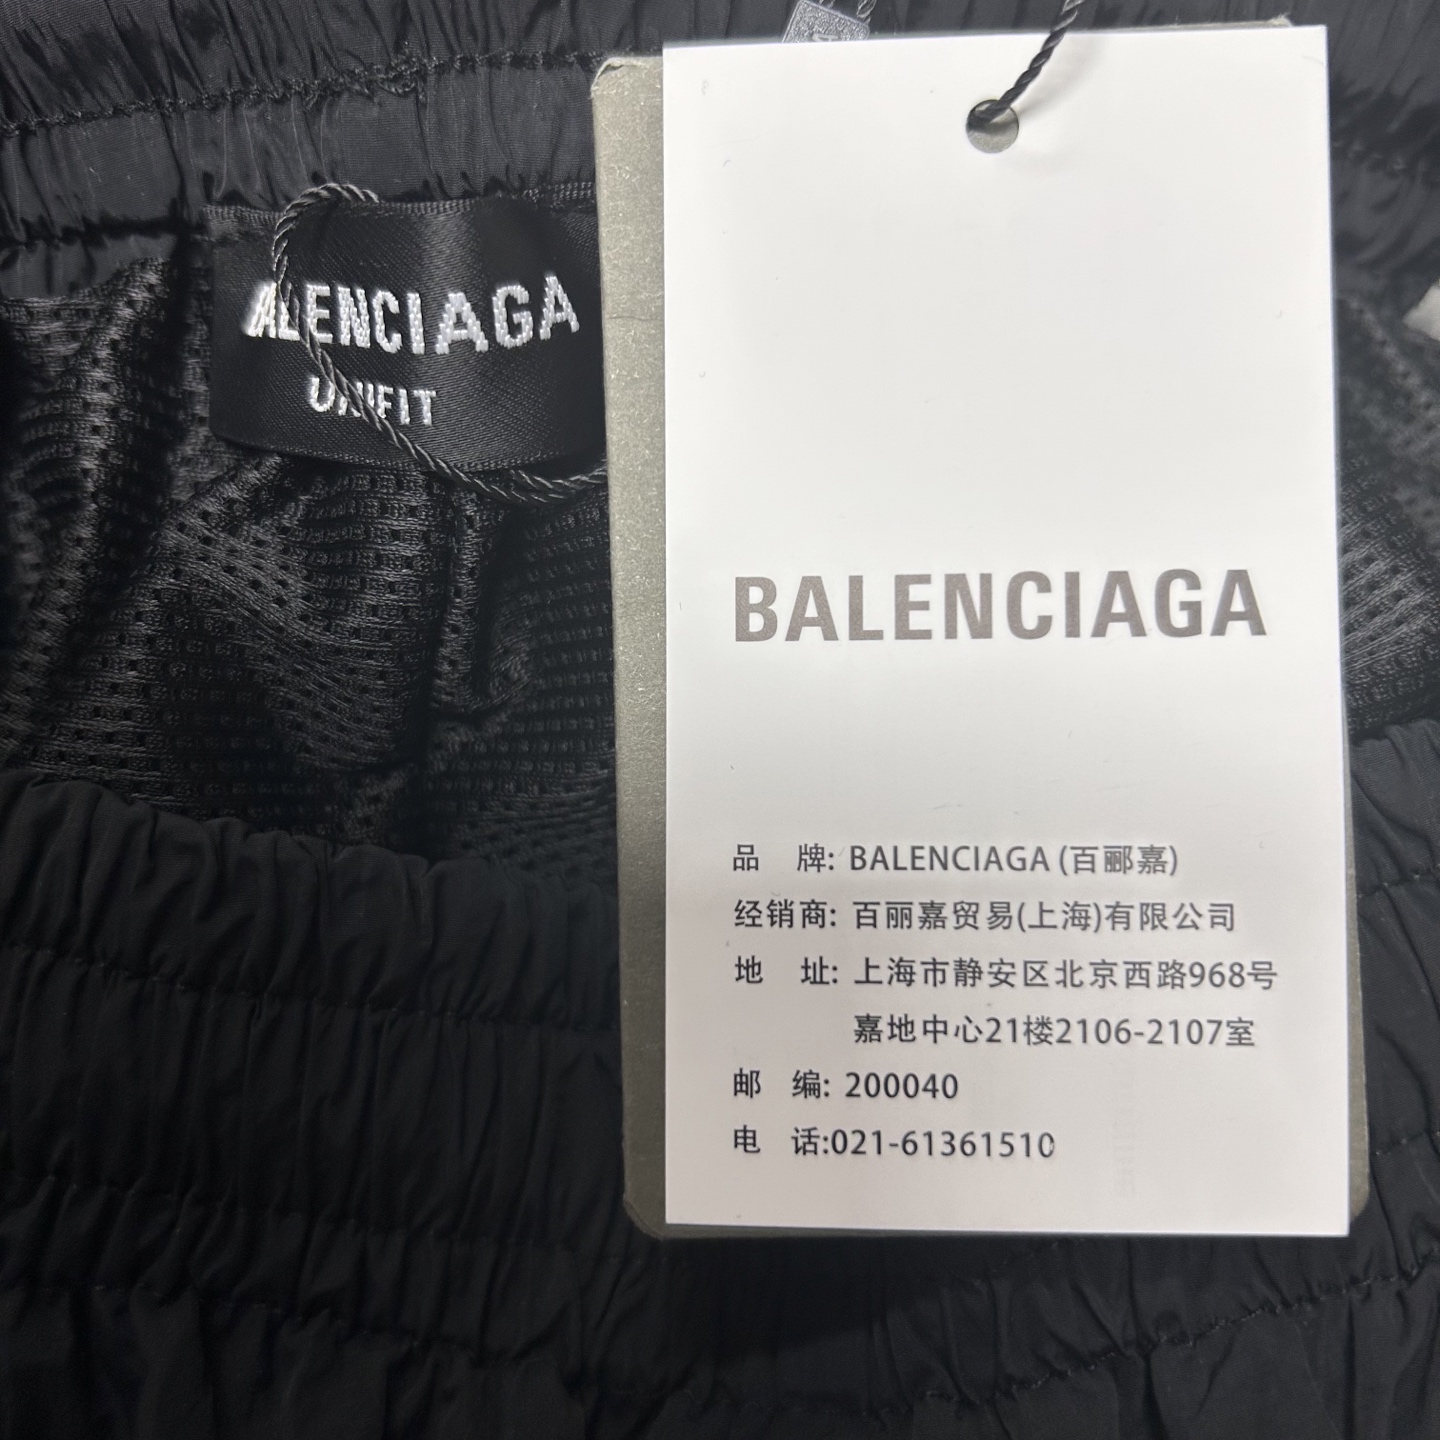 BALENCIAGA
UNIFIT
BALENCIAGA
品 牌: BALENCIAGA (百郦嘉)
经销商: 百丽嘉贸易(上海)有限公司
地 址: 上海市静安区北京西路968号
嘉地中心21楼2106-2107室
邮 编: 200040
电 话:021-61361510